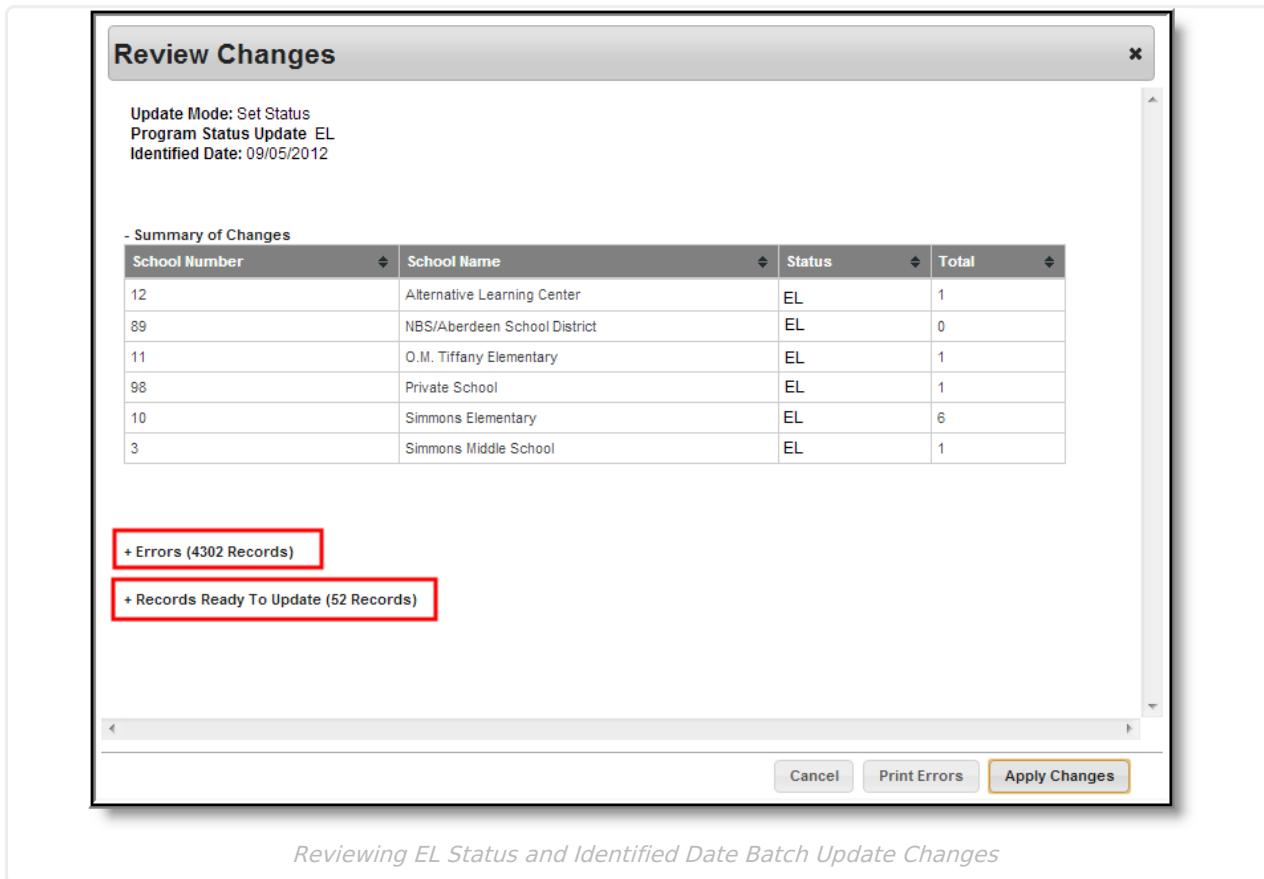 Review Changes
Update Mode: Set Status
Program Status Update EL
Identified Date: 09/05/2012
- Summary of Changes
School Number School Name Status Total
12 Alternative Learning Center EL 1
89 NBS/Aberdeen School District EL 0
11 O.M. Tiffany Elementary EL 1
98 Private School EL 1
10 Simmons Elementary EL 6
3 Simmons Middle School EL 1
+ Errors (4302 Records)
+ Records Ready To Update (52 Records)
Cancel Print Errors Apply Changes
Reviewing EL Status and Identified Date Batch Update Changes